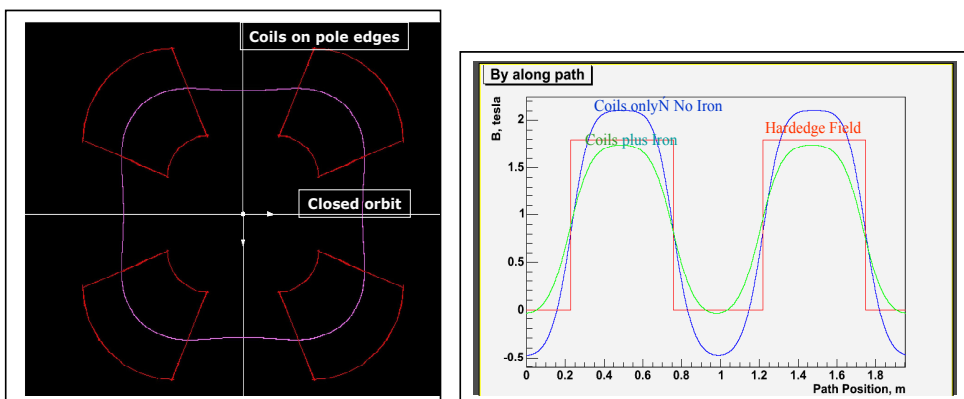 Coils on pole edges
Closed orbit
By along path
B, tesla
Coils onlyŃ No Iron
Coils plus Iron
Hardedge Field
2
1.5
1
0.5
0
-0.5
0 0.2 0.4 0.6 0.8 1 1.2 1.4 1.6 1.8
Path Position, m